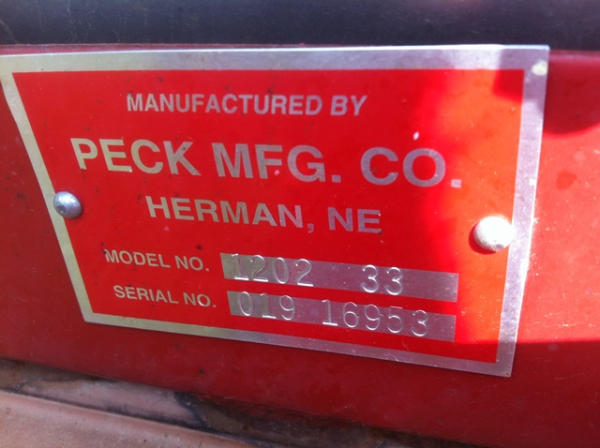 MANUFACTURED BY
PECK MFG. CO.
HERMAN, NE
MODEL NO. 1202 33
SERIAL NO. 019 16953